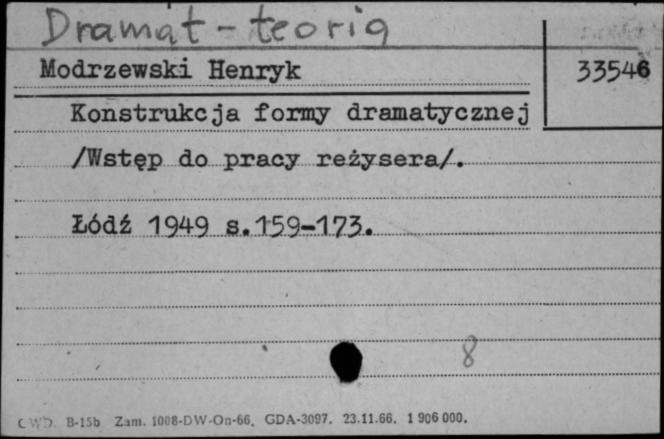 Dramat - teoria
Modrzewski Henryk 33546
Konstrukcja formy dramatycznej
/Wstęp do pracy reżysera/.
Łódź 1949 s.159-173.
8
CWD. B-15b Zam. 1008-DW-On-66. GDA-3097. 23.11.66. 1 906 000.